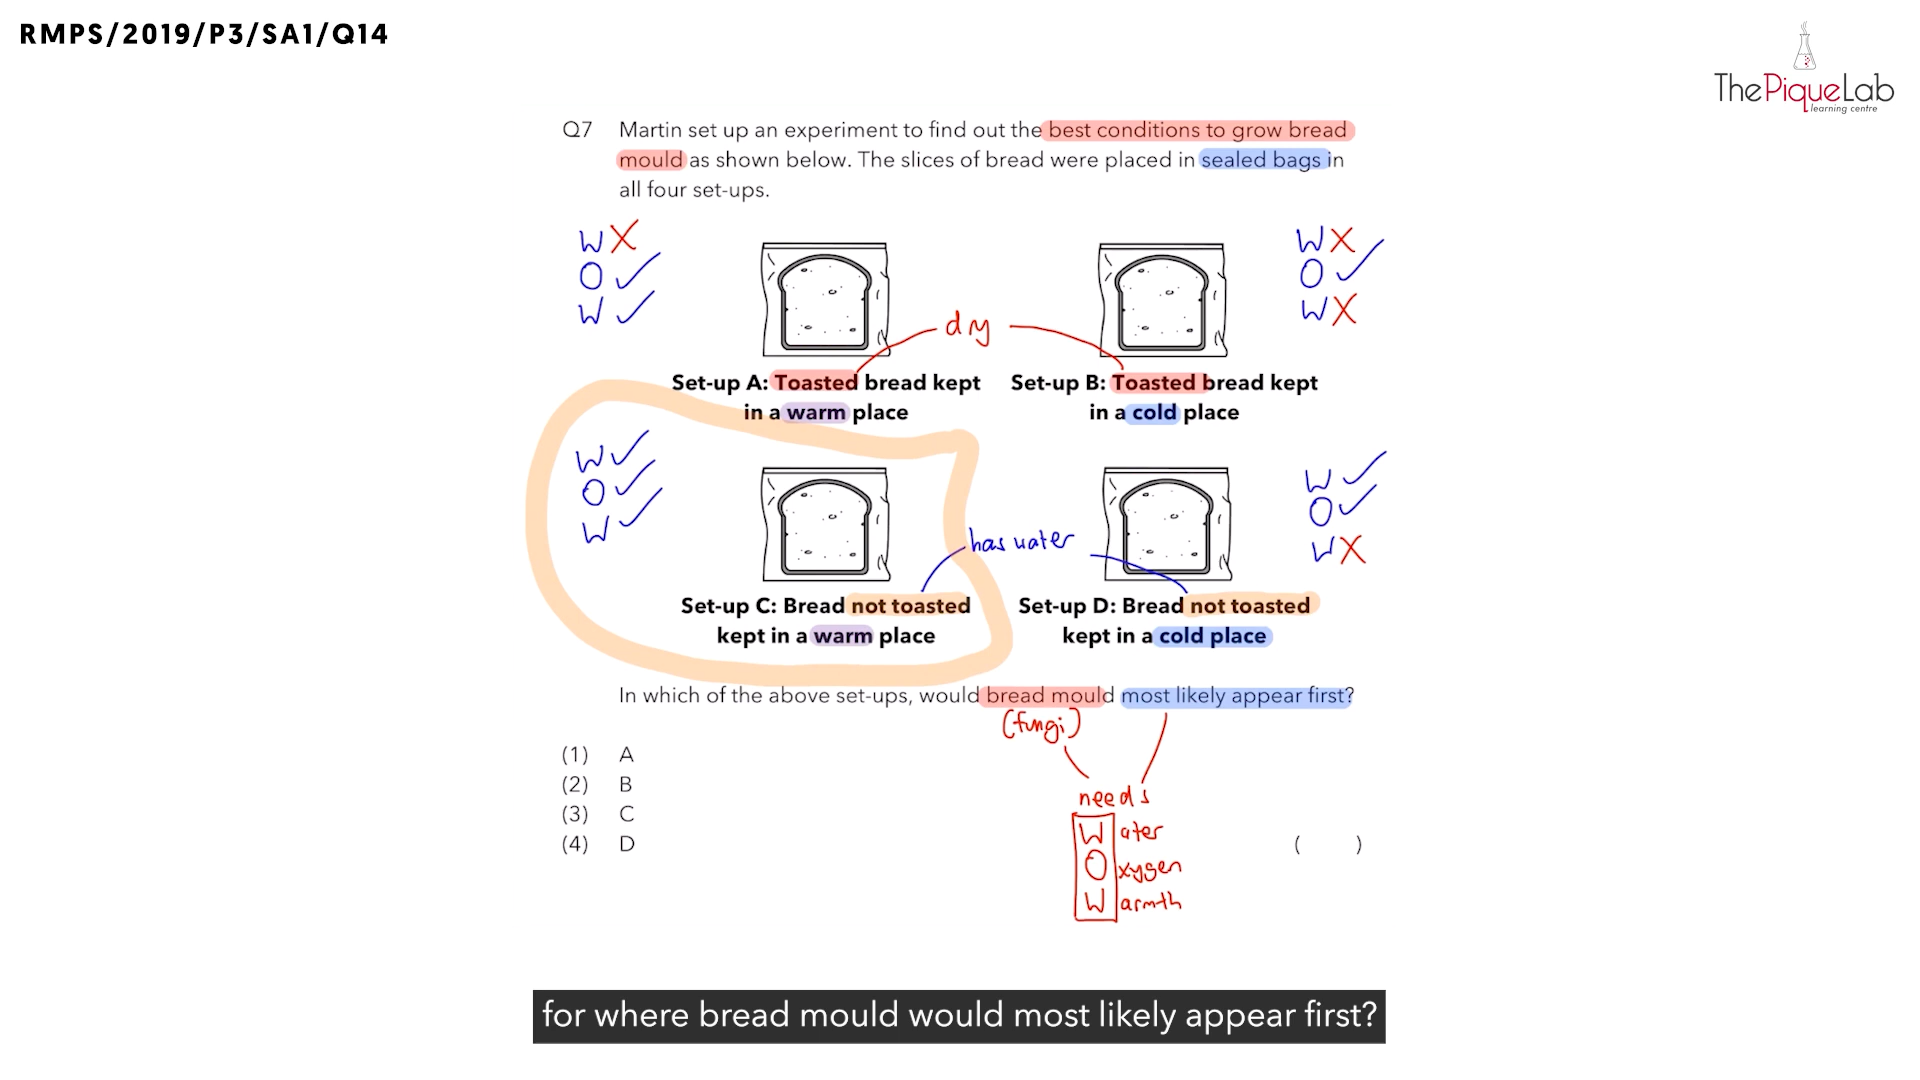 RMPS/2019/P3/SA1/Q14
ThePiqueLab
learning centre
Q7 Martin set up an experiment to find out the best conditions to grow bread
mould as shown below. The slices of bread were placed in sealed bags in
all four set-ups.
W X
O ✓
W ✓
W X
O ✓
W X
dry
Set-up A: Toasted bread kept
in a warm place
Set-up B: Toasted bread kept
in a cold place
W ✓
O ✓
W ✓
W ✓
O ✓
W X
has water
Set-up C: Bread not toasted
kept in a warm place
Set-up D: Bread not toasted
kept in a cold place
In which of the above set-ups, would bread mould most likely appear first?
(fungi)
needs
Water
Oxygen
Warmth
(1) A
(2) B
(3) C
(4) D
( )
for where bread mould would most likely appear first?